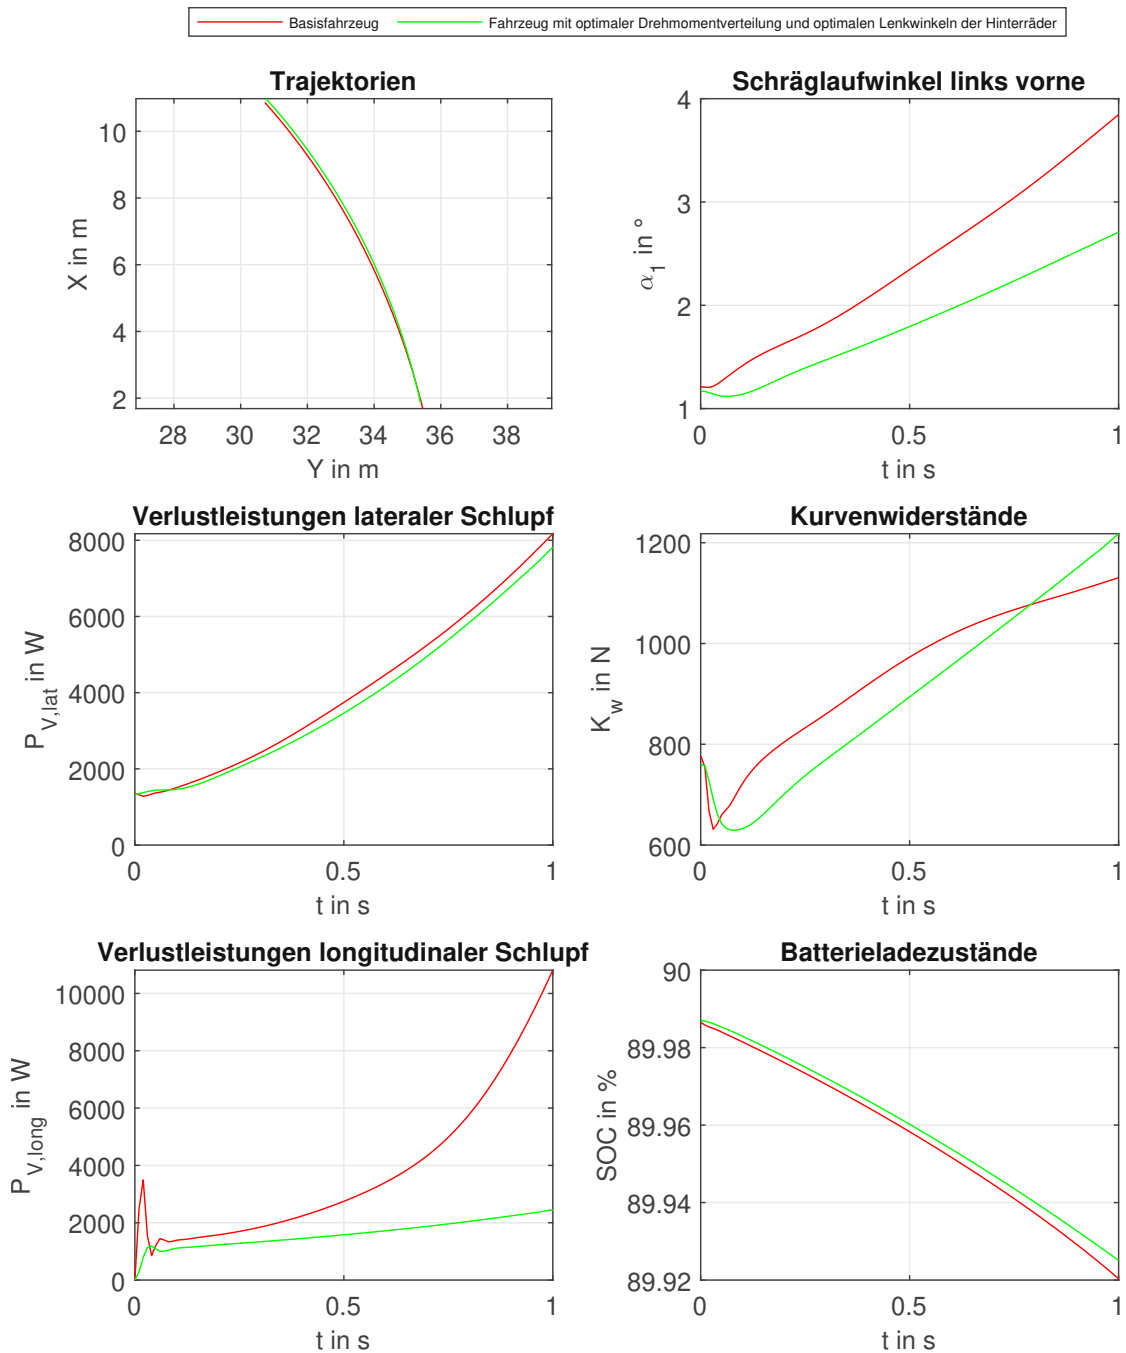 Basisfahrzeug
Fahrzeug mit optimaler Drehmomentverteilung und optimalen Lenkwinkeln der Hinterräder
Trajektorien
X in m
10
8
6
4
2
28 30 32 34 36 38
Y in m
Schräglaufwinkel links vorne
α1 in °
4
3
2
1
0 0.5 1
t in s
Verlustleistungen lateraler Schlupf
PV,lat in W
8000
6000
4000
2000
0
0 0.5 1
t in s
Kurvenwiderstände
Kw in N
1200
1000
800
600
0 0.5 1
t in s
Verlustleistungen longitudinaler Schlupf
PV,long in W
10000
8000
6000
4000
2000
0
0 0.5 1
t in s
Batterieladezustände
SOC in %
90
89.98
89.96
89.94
89.92
0 0.5 1
t in s